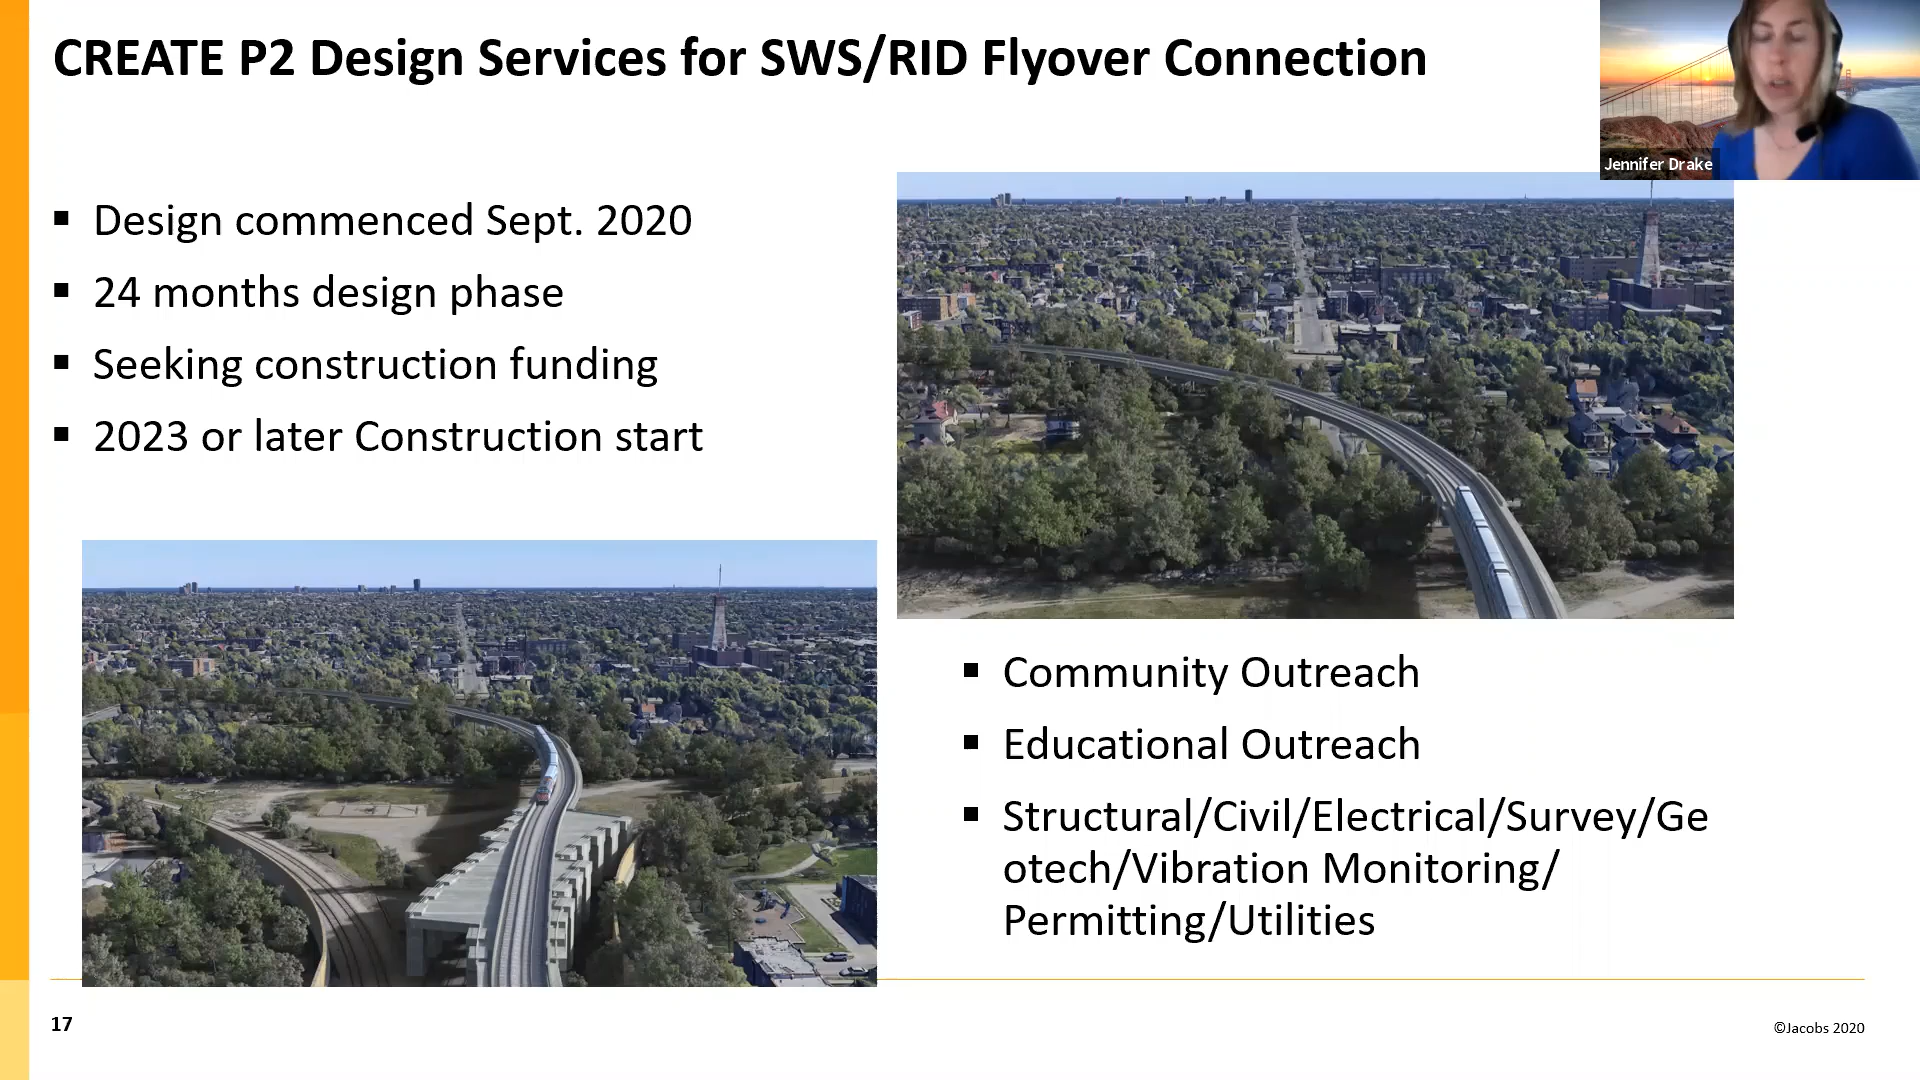 CREATE P2 Design Services for SWS/RID Flyover Connection
Jennifer Drake
▪ Design commenced Sept. 2020
▪ 24 months design phase
▪ Seeking construction funding
▪ 2023 or later Construction start
▪ Community Outreach
▪ Educational Outreach
▪ Structural/Civil/Electrical/Survey/Ge
otech/Vibration Monitoring/
Permitting/Utilities
17
©Jacobs 2020